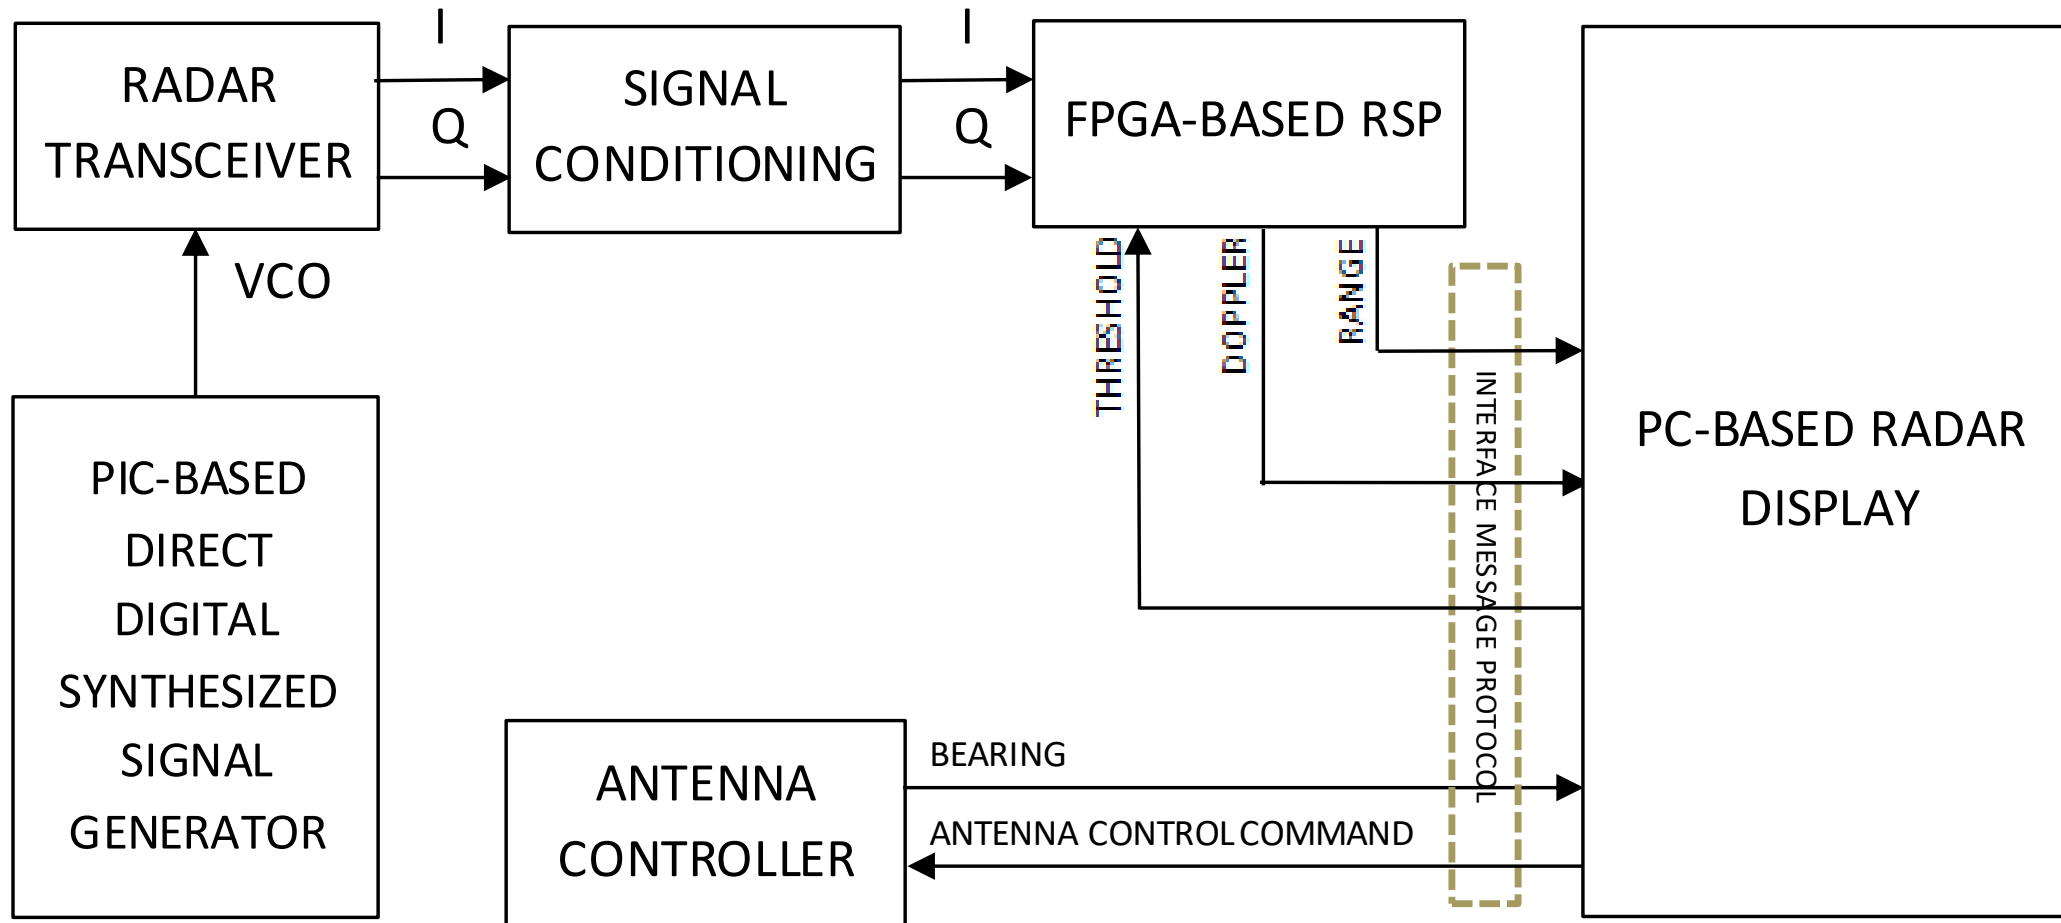 I
I
RADAR
TRANSCEIVER
Q
SIGNAL
CONDITIONING
Q
FPGA-BASED RSP
VCO
THRESHOLD
DOPPLER
RANGE
INTERFACE MESSAGE PROTOCOL
PC-BASED RADAR
DISPLAY
PIC-BASED
DIRECT
DIGITAL
SYNTHESIZED
SIGNAL
GENERATOR
ANTENNA
CONTROLLER
BEARING
ANTENNA CONTROL COMMAND